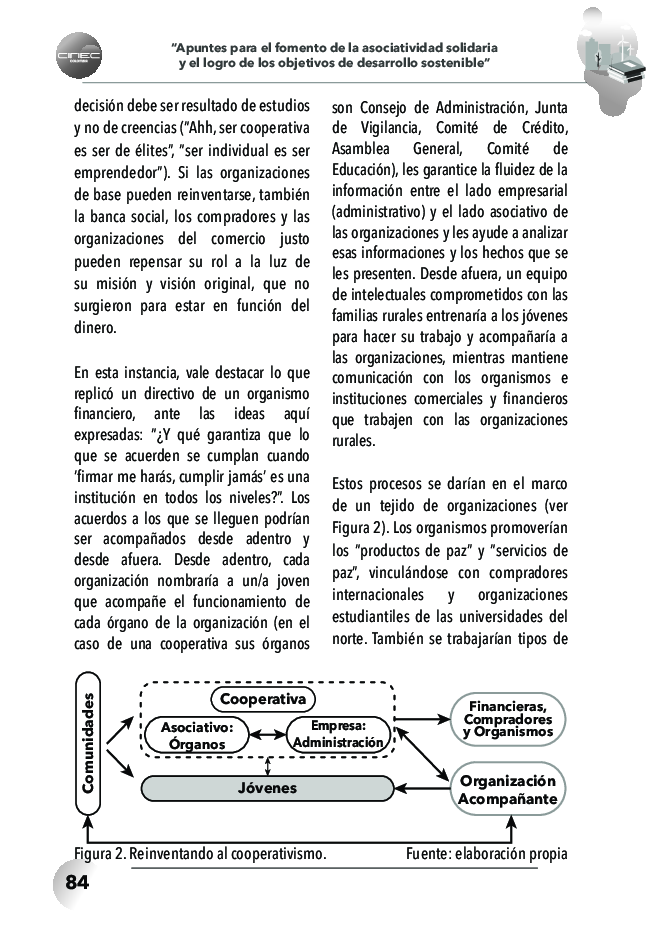 CINEC
"Apuntes para el fomento de la asociatividad solidaria
y el logro de los objetivos de desarrollo sostenible"
decisión debe ser resultado de estudios
y no de creencias ("Ahh, ser cooperativa
es ser de élites", "ser individual es ser
emprendedor"). Si las organizaciones
de base pueden reinventarse, también
la banca social, los compradores y las
organizaciones del comercio justo
pueden repensar su rol a la luz de
su misión y visión original, que no
surgieron para estar en función del
dinero.
En esta instancia, vale destacar lo que
replicó un directivo de un organismo
financiero, ante las ideas aquí
expresadas: "¿Y qué garantiza que lo
que se acuerden se cumplan cuando
'firmar me harás, cumplir jamás' es una
institución en todos los niveles?". Los
acuerdos a los que se lleguen podrían
ser acompañados desde adentro y
desde afuera. Desde adentro, cada
organización nombraría a un/a joven
que acompañe el funcionamiento de
cada órgano de la organización (en el
caso de una cooperativa sus órganos
son Consejo de Administración, Junta
de Vigilancia, Comité de Crédito,
Asamblea General, Comité de
Educación), les garantice la fluidez de la
información entre el lado empresarial
(administrativo) y el lado asociativo de
las organizaciones y les ayude a analizar
esas informaciones y los hechos que se
les presenten. Desde afuera, un equipo
de intelectuales comprometidos con las
familias rurales entrenaría a los jóvenes
para hacer su trabajo y acompañaría a
las organizaciones, mientras mantiene
comunicación con los organismos e
instituciones comerciales y financieros
que trabajen con las organizaciones
rurales.
Estos procesos se darían en el marco
de un tejido de organizaciones (ver
Figura 2). Los organismos promoverían
los "productos de paz" y "servicios de
paz", vinculándose con compradores
internacionales y organizaciones
estudiantiles de las universidades del
norte. También se trabajarían tipos de
Comunidades
Cooperativa
Asociativo:
Órganos
Empresa:
Administración
Jóvenes
Financieras,
Compradores
y Organismos
Organización
Acompañante
Figura 2. Reinventando al cooperativismo.
Fuente: elaboración propia
84